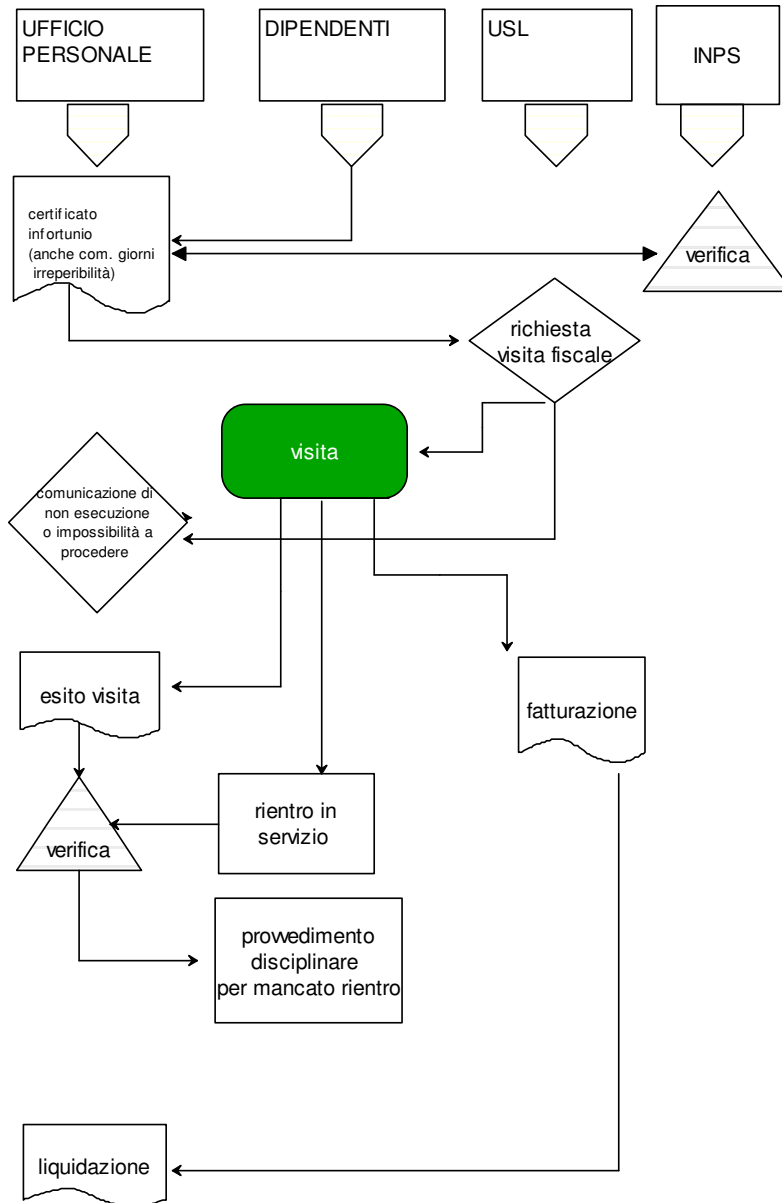 UFFICIO
PERSONALE
DIPENDENTI
USL
INPS
certificato
infortunio
(anche com. giorni
irreperibilità)
verifica
richiesta
visita fiscale
visita
comunicazione di
non esecuzione
o impossibilità a
procedere
esito visita
fatturazione
rientro in
servizio
verifica
provvedimento
disciplinare
per mancato rientro
liquidazione